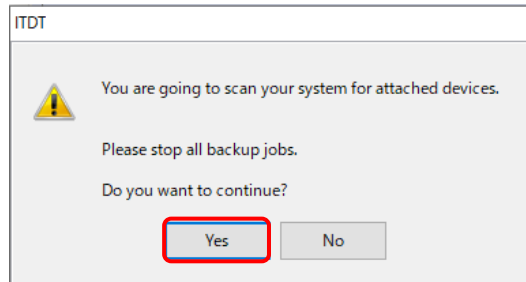 ITDT
You are going to scan your system for attached devices.
Please stop all backup jobs.
Do you want to continue?
Yes No